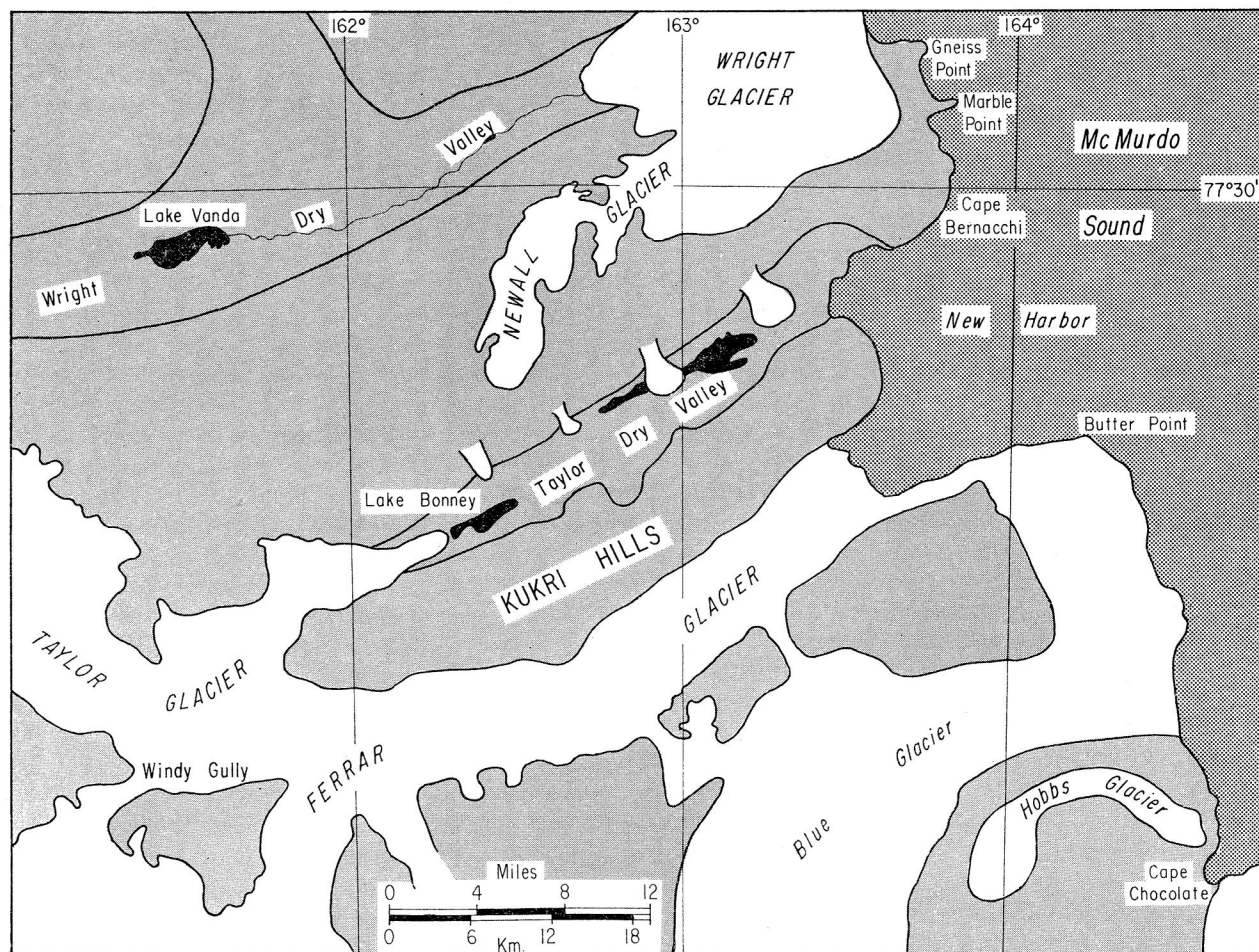 162°
163°
164°
Gneiss
Point
WRIGHT
GLACIER
Marble
Point
Valley
Mc Murdo
77°30'
Lake Vanda
Dry
GLACIER
Cape
Bernacchi
Sound
Wright
NEWALL
New Harbor
Valley
Butter Point
Dry
Taylor
Lake Bonney
KUKRI HILLS
GLACIER
TAYLOR
GLACIER
Glacier
Windy Gully
FERRAR
Hobbs Glacier
Blue
Miles
0 4 8 12
0 6 12 18
Km.
Cape
Chocolate